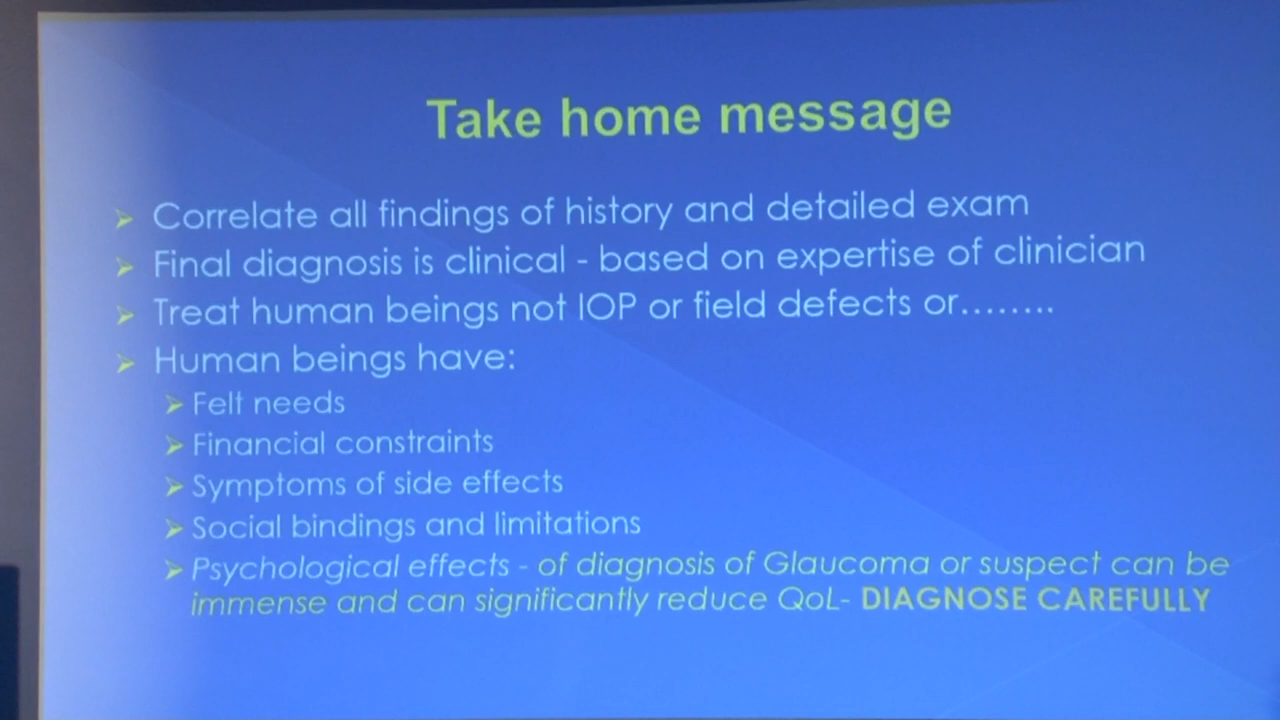 Take home message
Correlate all findings of history and detailed exam
Final diagnosis is clinical - based on expertise of clinician
Treat human beings not IOP or field defects or........
Human beings have:
Felt needs
Financial constraints
Symptoms of side effects
Social bindings and limitations
Psychological effects - of diagnosis of Glaucoma or suspect can be
immense and can significantly reduce QoL- DIAGNOSE CAREFULLY